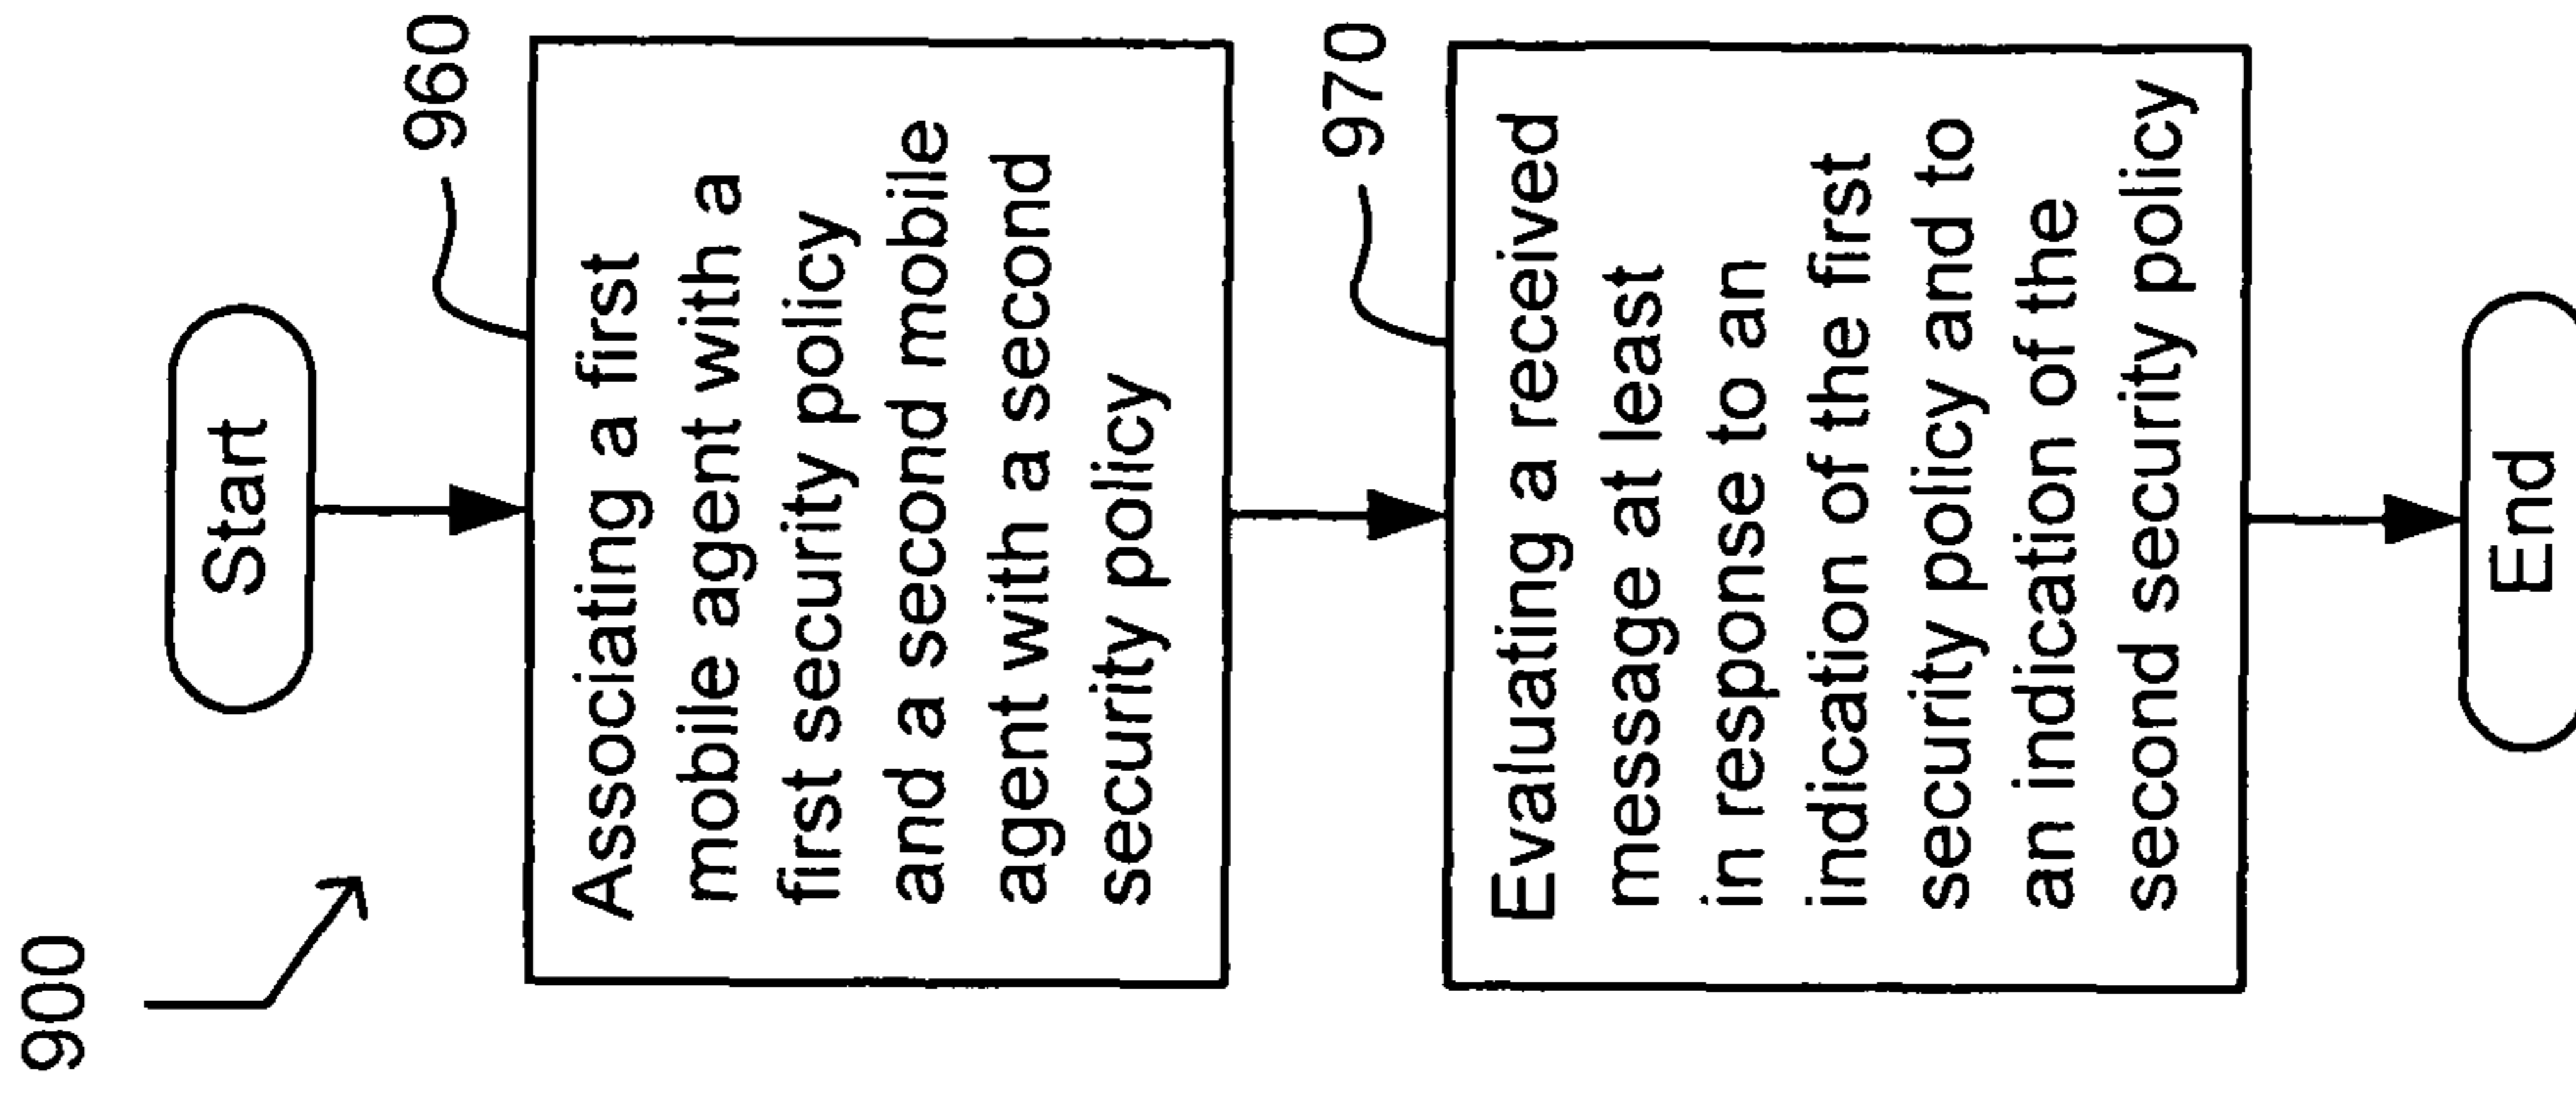 900
Start
960
Associating a first
mobile agent with a
first security policy
and a second mobile
agent with a second
security policy
970
Evaluating a received
message at least
in response to an
indication of the first
security policy and to
an indication of the
second security policy
End